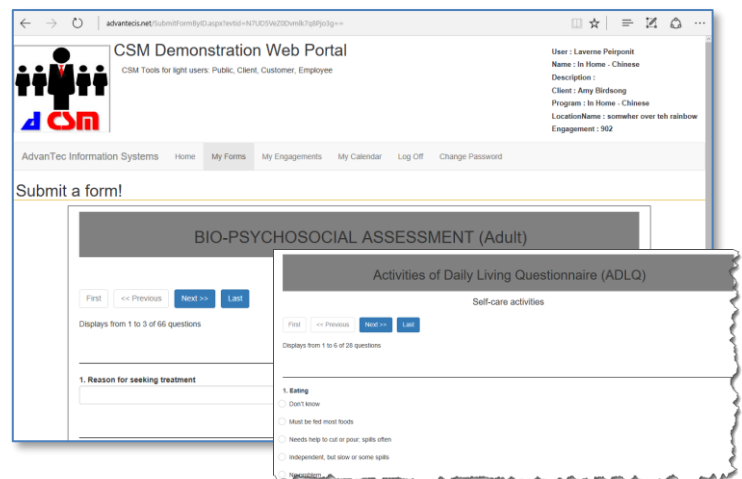 advantecis.net/SubmitFormByID.aspx?evtid=N7UD5VeZ0Dvmlk7q8Pjo3g==
CSM Demonstration Web Portal
CSM Tools for light users: Public, Client, Customer, Employee
User : Laverne Peirponit
Name : In Home - Chinese
Description :
Client : Amy Birdsong
Program : In Home - Chinese
LocationName : somwher over teh rainbow
Engagement : 902
d CSM
AdvanTec Information Systems Home My Forms My Engagements My Calendar Log Off Change Password
Submit a form!
BIO-PSYCHOSOCIAL ASSESSMENT (Adult)
First << Previous Next >> Last
Displays from 1 to 3 of 66 questions
1. Reason for seeking treatment
Activities of Daily Living Questionnaire (ADLQ)
Self-care activities
First << Previous Next >> Last
Displays from 1 to 6 of 28 questions
1. Eating
Don't know
Must be fed most foods
Needs help to cut or pour; spills often
Independent, but slow or some spills
No problem